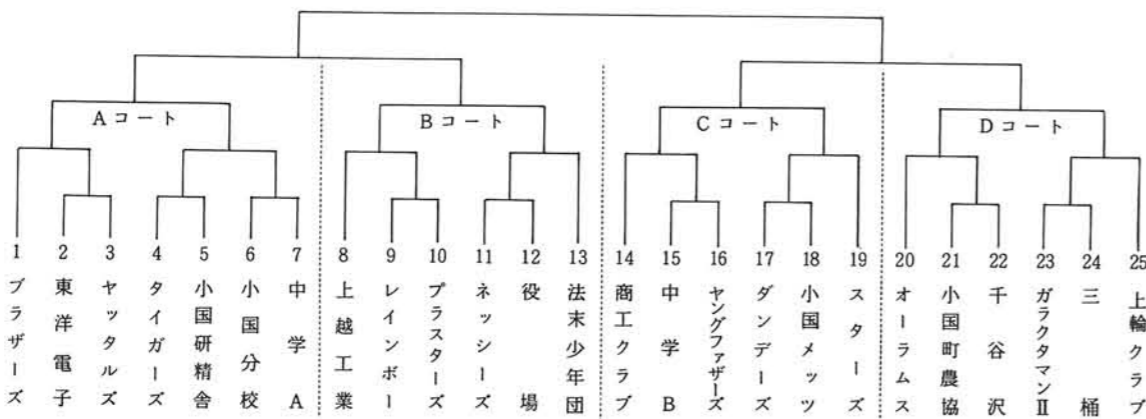 Aコート
Bコート
Cコート
Dコート
1 ブラザーズ
2 東洋電子
3 ヤッタルズ
4 タイガーズ
5 小国研精舎
6 小国分校
7 中学A
8 上越工業
9 レインボー
10 プラスターズ
11 ネッシーズ
12 役場
13 法末少年団
14 商工クラブ
15 中学B
16 ヤングファザーズ
17 ダンデーズ
18 小国メッツ
19 スターズ
20 オーラムス
21 小国町農協
22 千谷沢
23 ガラクタマンⅡ
24 三桶
25 上輪クラブ